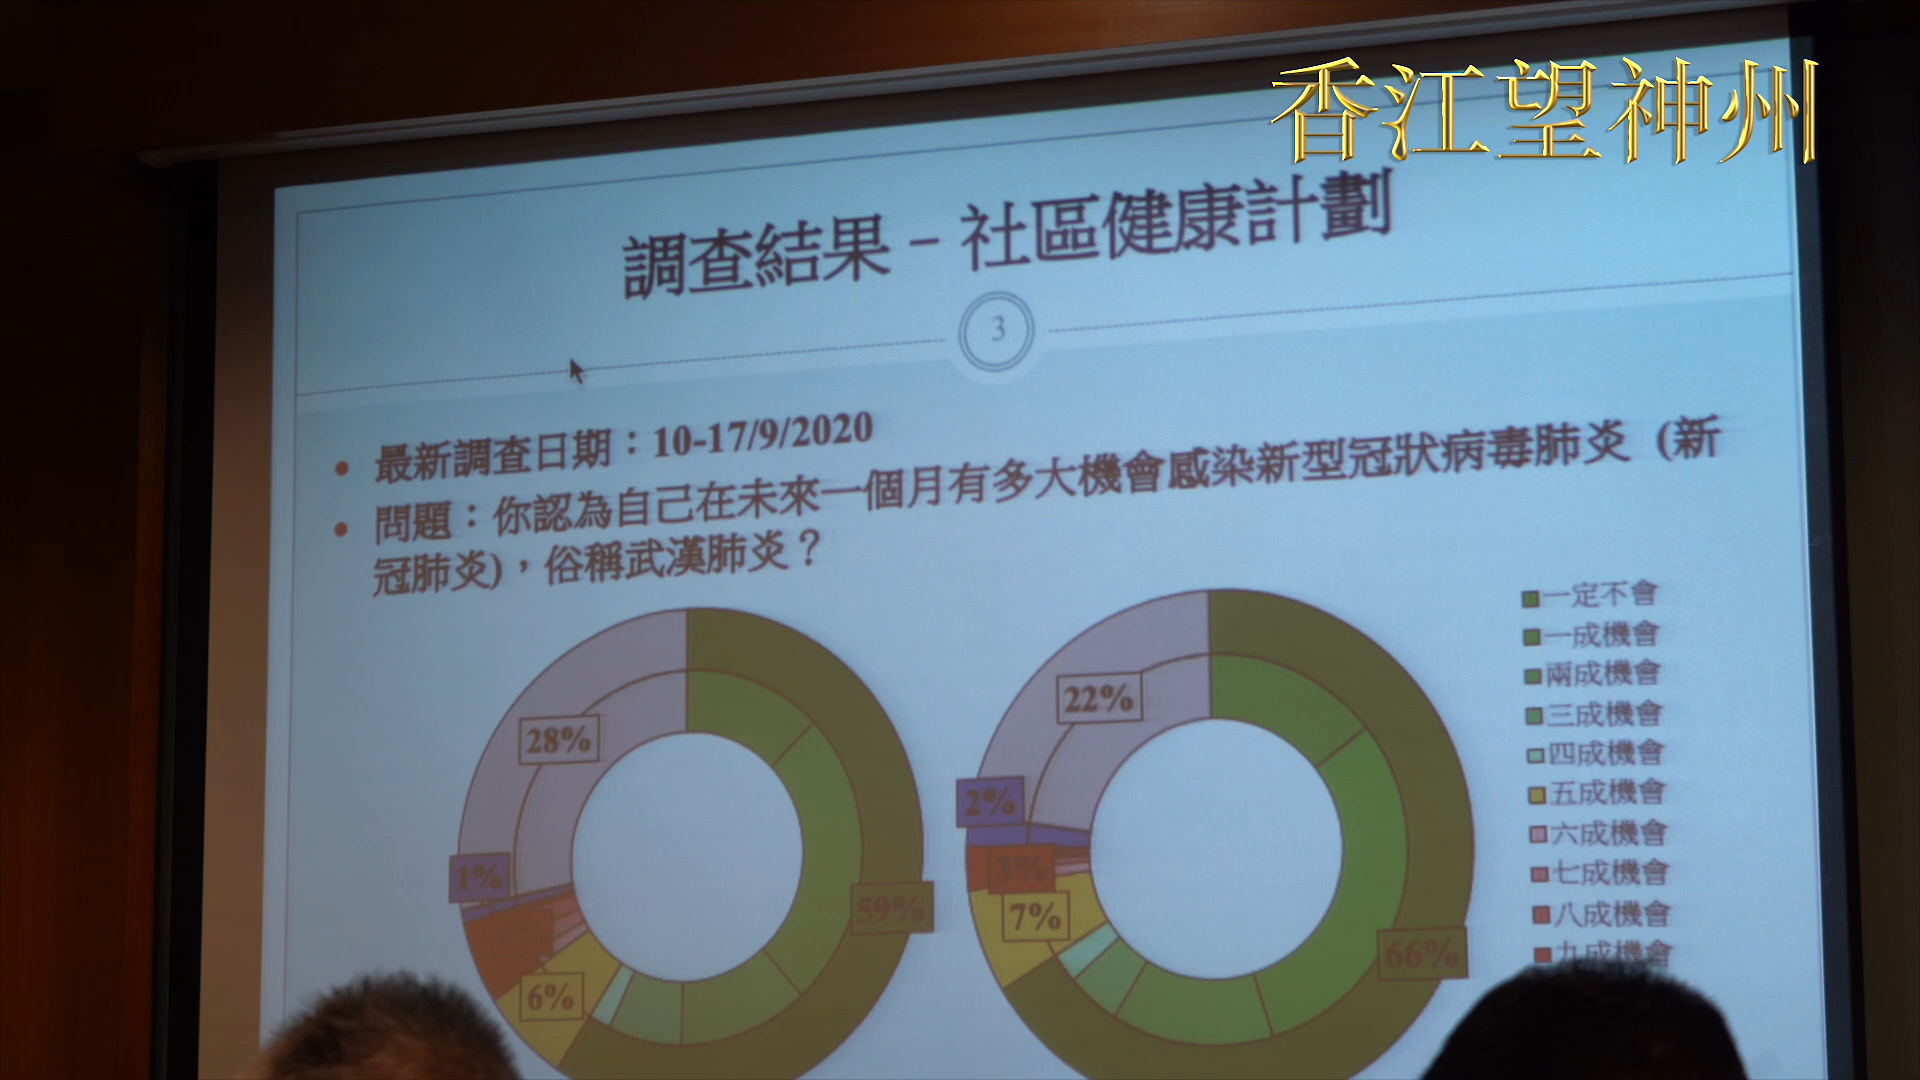 香江望神州
調查結果 – 社區健康計劃
3
• 最新調查日期：10-17/9/2020
• 問題：你認為自己在未來一個月有多大機會感染新型冠狀病毒肺炎 (新
冠肺炎)，俗稱武漢肺炎？
28%
1%
6%
59%
22%
2%
3%
7%
66%
一定不會
一成機會
兩成機會
三成機會
四成機會
五成機會
六成機會
七成機會
八成機會
九成機會